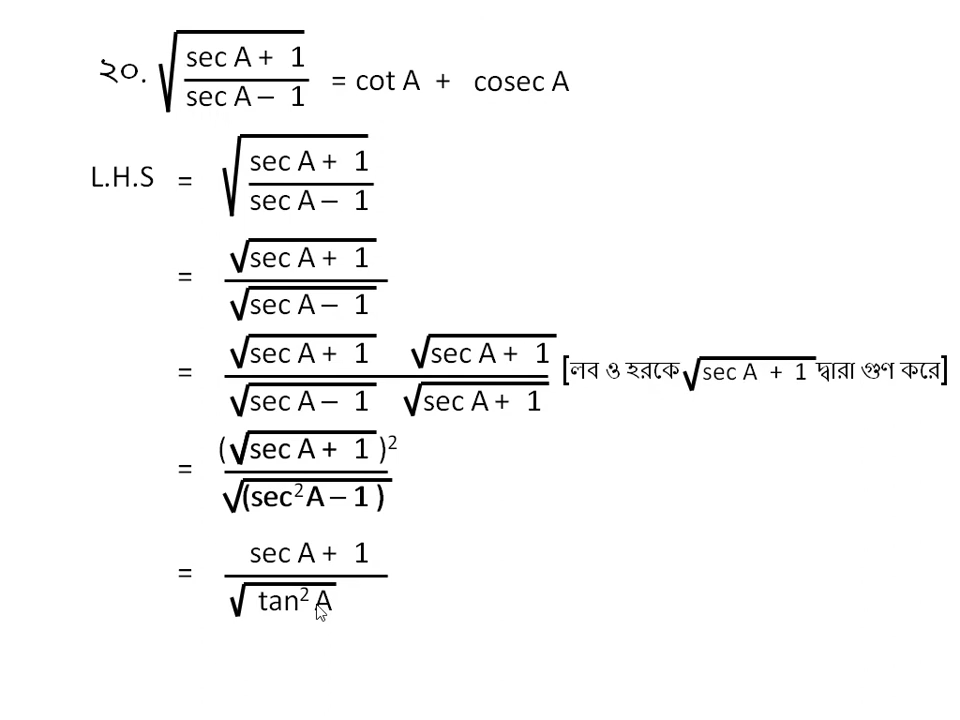 ২০. √((sec A + 1)/(sec A – 1)) = cot A + cosec A
L.H.S = √((sec A + 1)/(sec A – 1))
= √(sec A + 1) / √(sec A – 1)
= √(sec A + 1) √(sec A + 1) / √(sec A – 1) √(sec A + 1) [লব ও হরকে √(sec A + 1) দ্বারা গুণ করে]
= (√(sec A + 1))² / √(sec²A – 1)
= (sec A + 1) / √(tan² A)